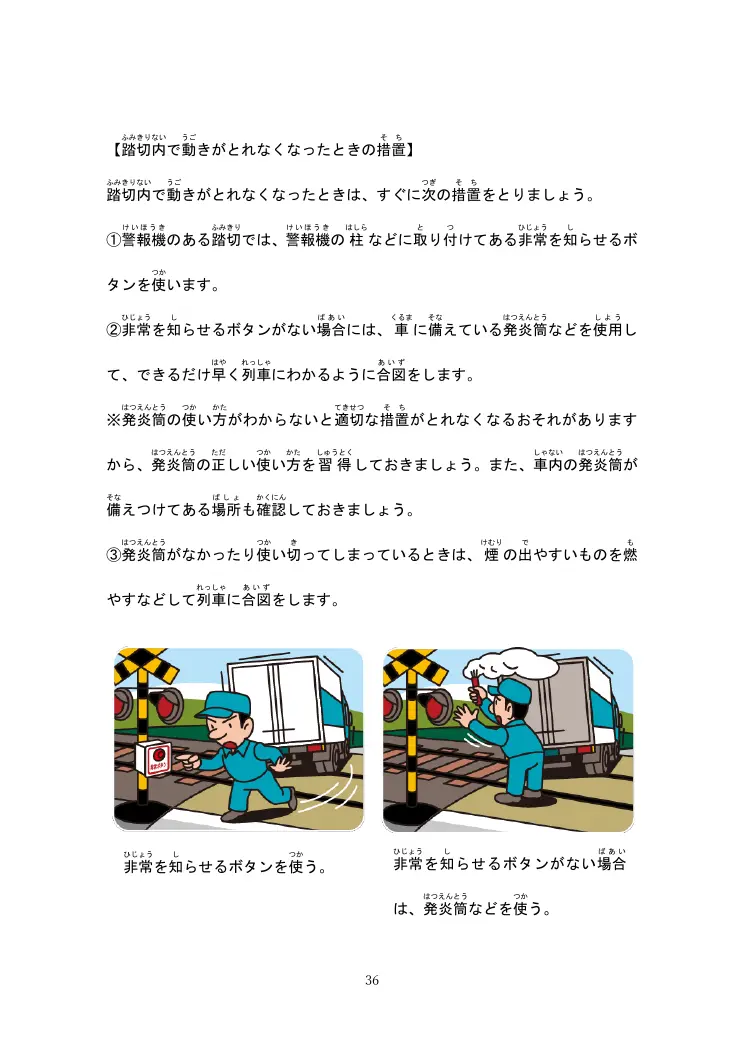 【踏切内で動きがとれなくなったときの措置】
踏切内で動きがとれなくなったときは、すぐに次の措置をとりましょう。
①警報機のある踏切では、警報機の柱などに取り付けてある非常を知らせるボ
タンを使います。
②非常を知らせるボタンがない場合には、車に備えている発炎筒などを使用し
て、できるだけ早く列車にわかるように合図をします。
※発炎筒の使い方がわからないと適切な措置がとれなくなるおそれがあります
から、発炎筒の正しい使い方を習得しておきましょう。また、車内の発炎筒が
備えつけてある場所も確認しておきましょう。
③発炎筒がなかったり使い切ってしまっているときは、煙の出やすいものを燃
やすなどして列車に合図をします。
非常を知らせるボタンを使う。
非常を知らせるボタンがない場合
は、発炎筒などを使う。
36